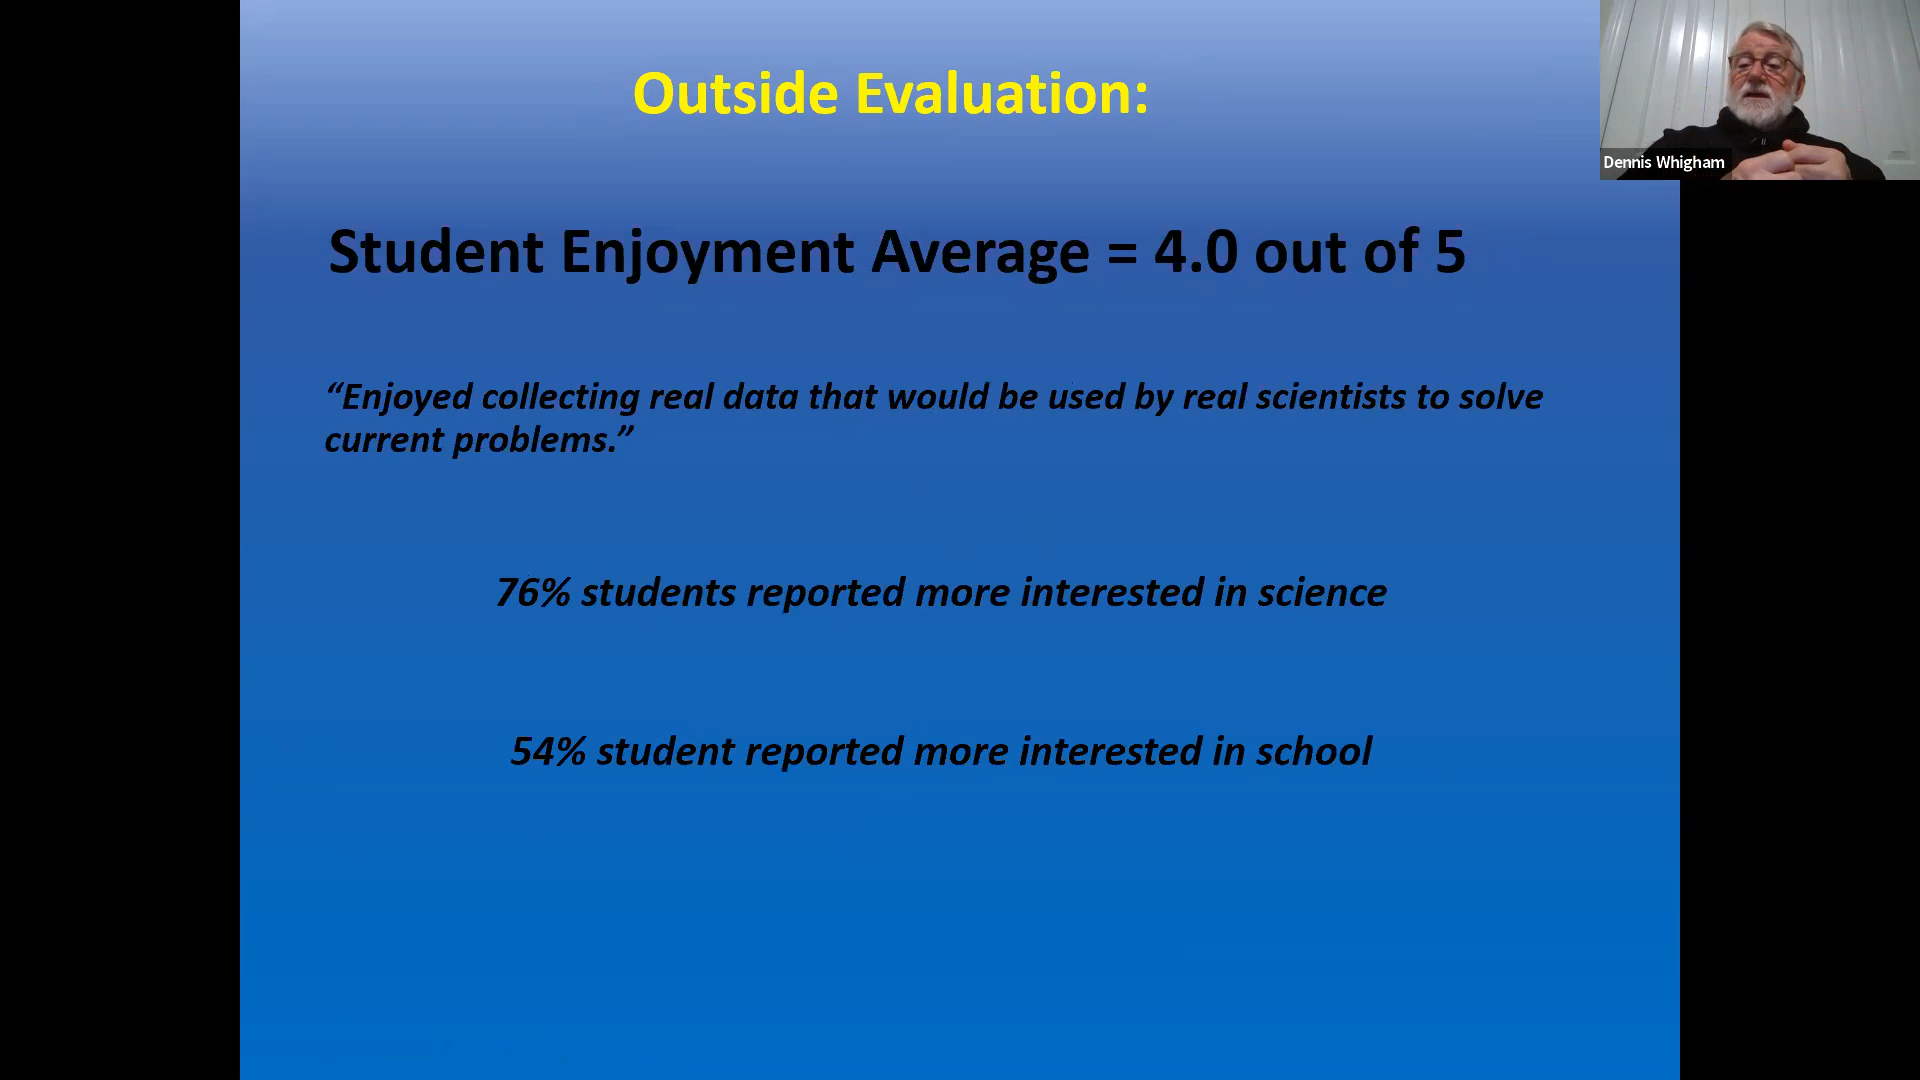 Outside Evaluation:
Dennis Whigham
Student Enjoyment Average = 4.0 out of 5
“Enjoyed collecting real data that would be used by real scientists to solve
current problems.”
76% students reported more interested in science
54% student reported more interested in school